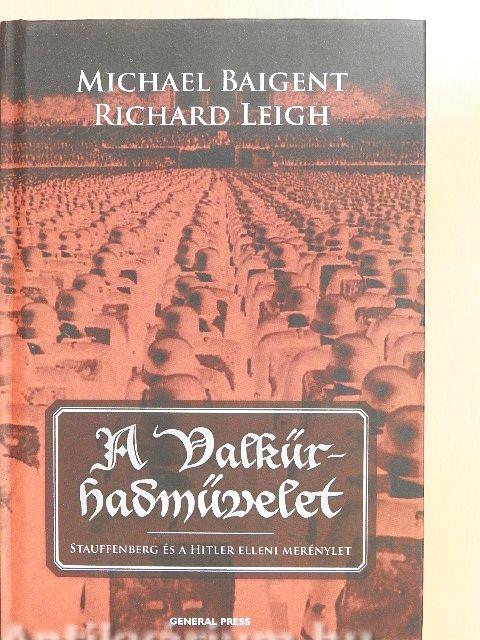 MICHAEL BAIGENT
RICHARD LEIGH
A Valkür-
hadművelet
STAUFFENBERG ÉS A HITLER ELLENI MERÉNYLET
GENERAL PRESS